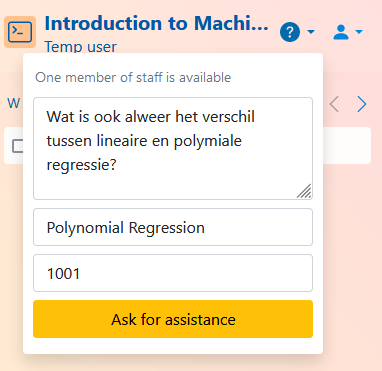 Introduction to Machi...
Temp user
One member of staff is available
W
Wat is ook alweer het verschil
tussen lineaire en polymiale
regressie?
Polynomial Regression
1001
Ask for assistance